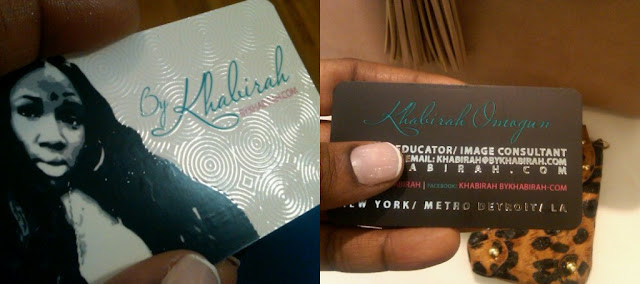 By Khabirah
BYKHABIRAH.COM
Khabirah Omogun
EDUCATOR/ IMAGE CONSULTANT
EMAIL: KHABIRAH@BYKHABIRAH.COM
HABIRAH.COM
FACEBOOK: KHABIRAH BYKHABIRAH-COM
NEW YORK/ METRO DETROIT/ LA